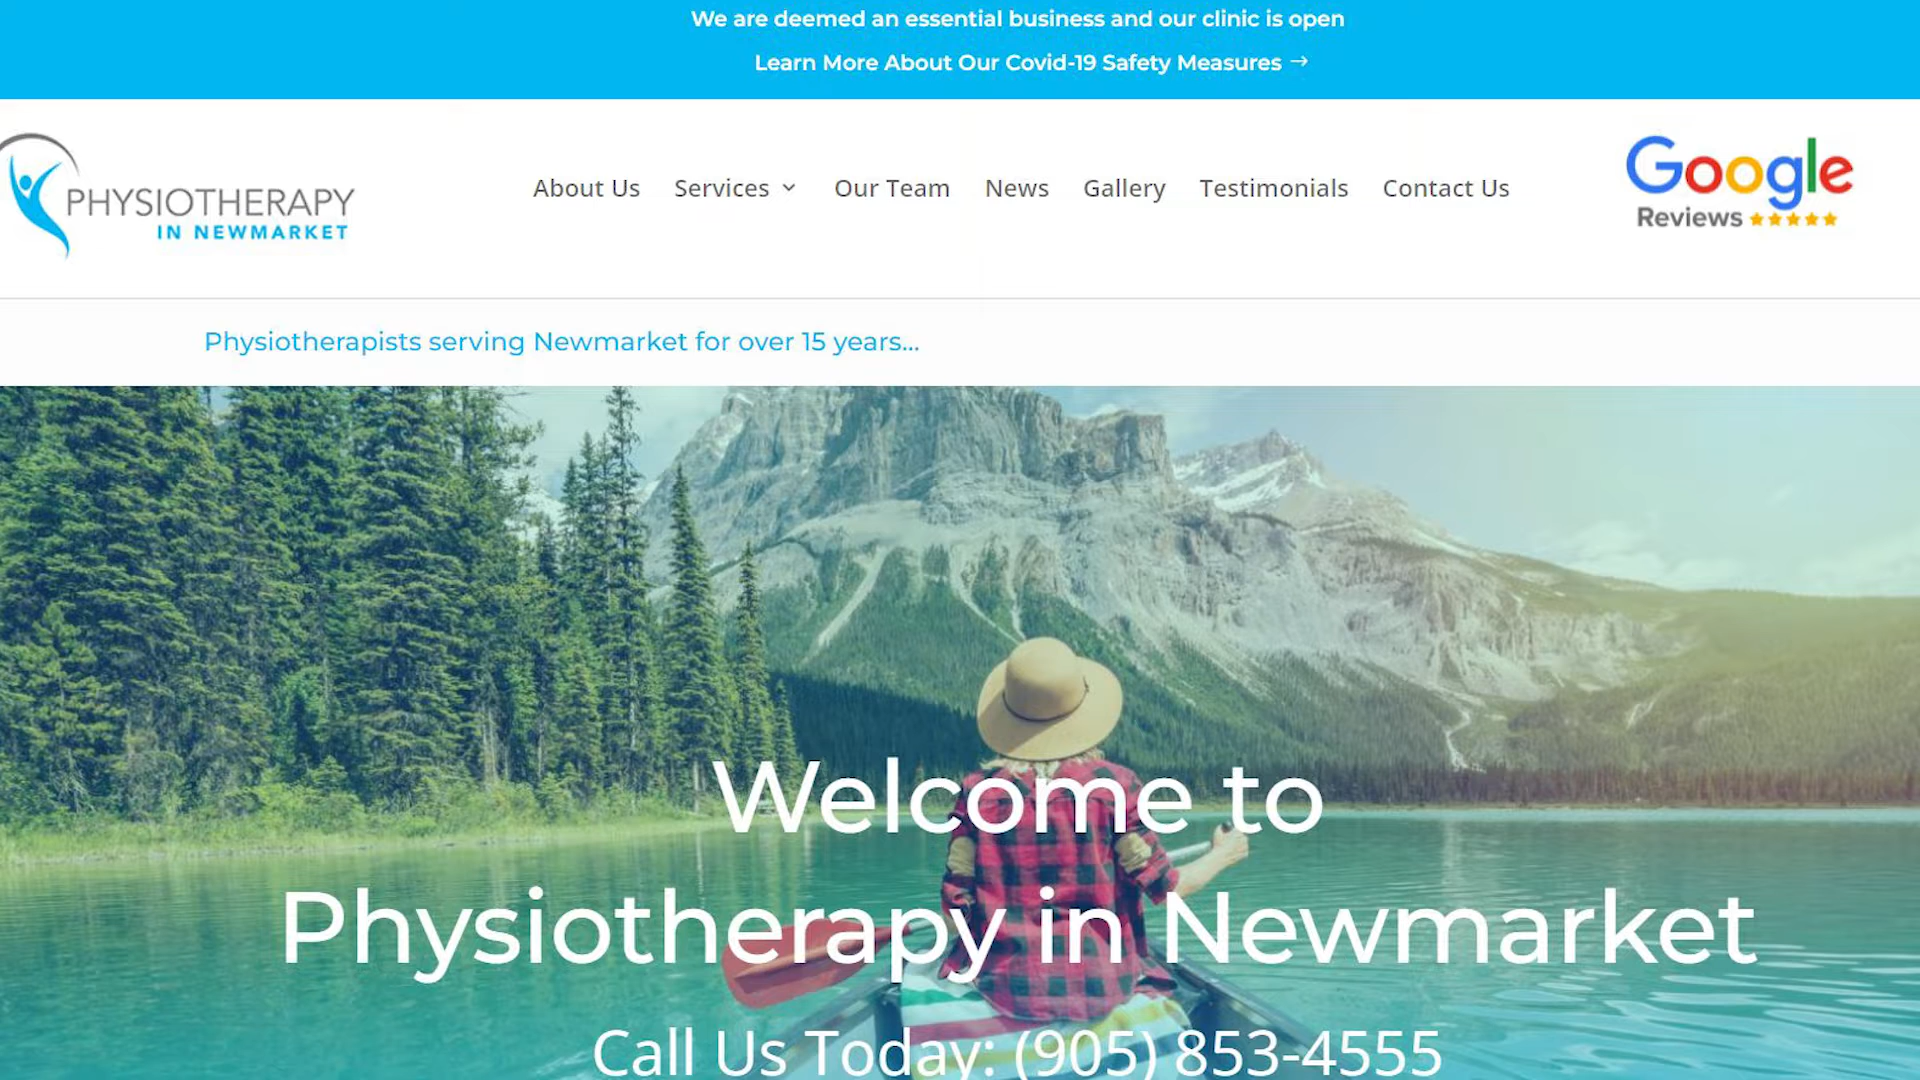 We are deemed an essential business and our clinic is open
Learn More About Our Covid-19 Safety Measures →
PHYSIOTHERAPY
IN NEWMARKET
About Us Services Our Team News Gallery Testimonials Contact Us
Google
Reviews
Physiotherapists serving Newmarket for over 15 years...
Welcome to
Physiotherapy in Newmarket
Call Us Today: (905) 853-4555